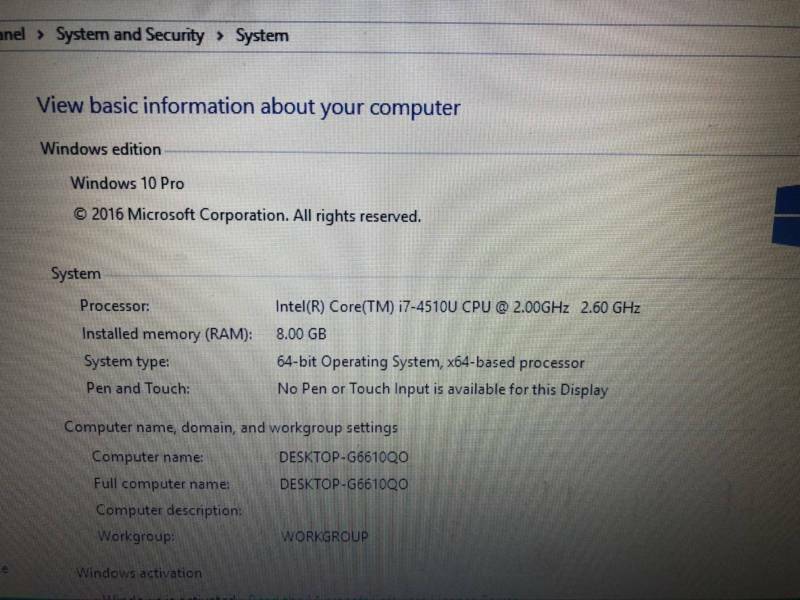 anel > System and Security > System
View basic information about your computer
Windows edition
Windows 10 Pro
© 2016 Microsoft Corporation. All rights reserved.
System
Processor: Intel(R) Core(TM) i7-4510U CPU @ 2.00GHz 2.60 GHz
Installed memory (RAM): 8.00 GB
System type: 64-bit Operating System, x64-based processor
Pen and Touch: No Pen or Touch Input is available for this Display
Computer name, domain, and workgroup settings
Computer name: DESKTOP-G6610QO
Full computer name: DESKTOP-G6610QO
Computer description:
Workgroup: WORKGROUP
Windows activation